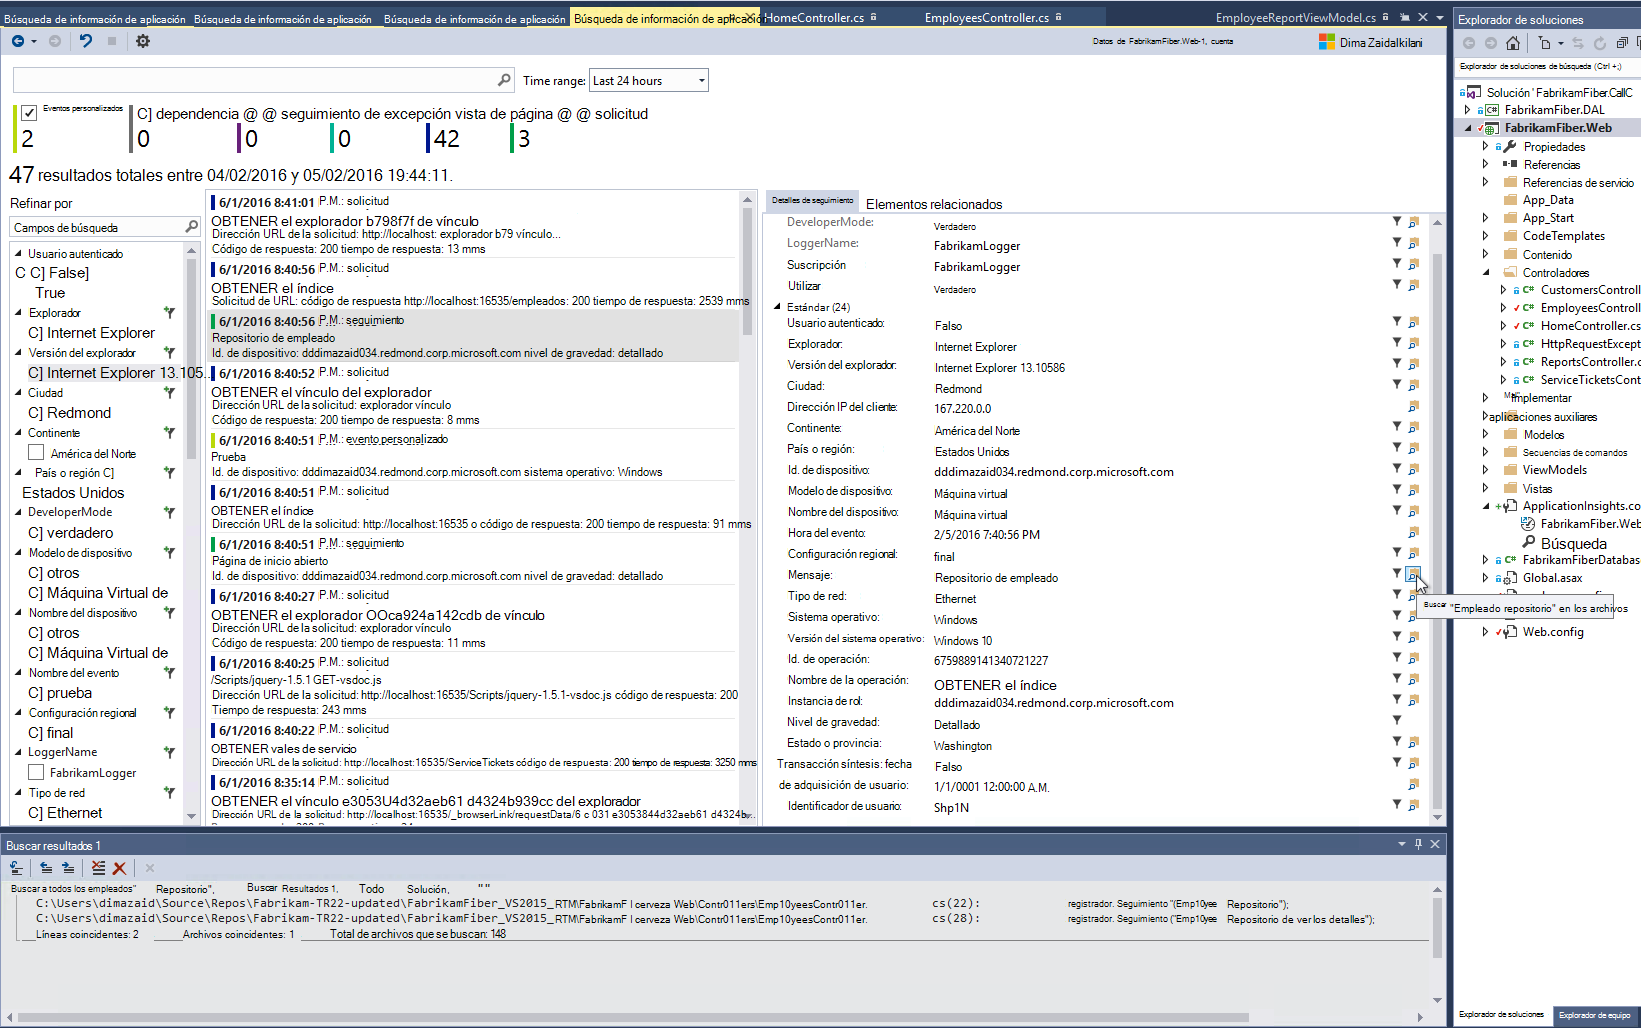 Búsqueda de información de aplicación
Búsqueda de información de aplicación
Búsqueda de información de aplicación
Búsqueda de información de aplicación
HomeController.cs
EmployeesController.cs
EmployeeReportViewModel.cs
Datos de FabrikamFiber.Web-1, cuenta
Dima Zaidalkilani
Time range: Last 24 hours
Eventos personalizados
C] dependencia @ @ seguimiento de excepción vista de página @ @ solicitud
2 0 0 0 42 3
47 resultados totales entre 04/02/2016 y 05/02/2016 19:44:11.
Refinar por
Campos de búsqueda
Usuario autenticado
C C] False]
True
Explorador
C] Internet Explorer
Versión del explorador
C] Internet Explorer 13.105..
Ciudad
C] Redmond
Continente
América del Norte
País o región C]
Estados Unidos
DeveloperMode
C] verdadero
Modelo de dispositivo
C] otros
C] Máquina Virtual de
Nombre del dispositivo
C] otros
C] Máquina Virtual de
Nombre del evento
C] prueba
Configuración regional
C] final
LoggerName
FabrikamLogger
Tipo de red
C] Ethernet
6/1/2016 8:41:01 P.M.: solicitud
OBTENER el explorador b798f7f de vínculo
Dirección URL de la solicitud: http://localhost: explorador b79 vínculo...
Código de respuesta: 200 tiempo de respuesta: 13 mms
6/1/2016 8:40:56 P.M.: solicitud
OBTENER el índice
Solicitud de URL: código de respuesta http://localhost:16535/empleados: 200 tiempo de respuesta: 2539 mms
6/1/2016 8:40:56 P.M.: seguimiento
Repositorio de empleado
Id. de dispositivo: dddimazaid034.redmond.corp.microsoft.com nivel de gravedad: detallado
6/1/2016 8:40:52 P.M.: solicitud
OBTENER el vínculo del explorador
Dirección URL de la solicitud: explorador vínculo
Código de respuesta: 200 tiempo de respuesta: 8 mms
6/1/2016 8:40:51 P.M.: evento personalizado
Prueba
Id. de dispositivo: dddimazaid034.redmond.corp.microsoft.com sistema operativo: Windows
6/1/2016 8:40:51 P.M.: solicitud
OBTENER el índice
Dirección URL de la solicitud: http://localhost:16535 o código de respuesta: 200 tiempo de respuesta: 91 mms
6/1/2016 8:40:51 P.M.: seguimiento
Página de inicio abierto
Id. de dispositivo: dddimazaid034.redmond.corp.microsoft.com nivel de gravedad: detallado
6/1/2016 8:40:27 P.M.: solicitud
OBTENER el explorador OOca924a142cdb de vínculo
Dirección URL de la solicitud: explorador vínculo
Código de respuesta: 200 tiempo de respuesta: 11 mms
6/1/2016 8:40:25 P.M.: solicitud
/Scripts/jquery-1.5.1 GET-vsdoc.js
Dirección URL de la solicitud: http://localhost:16535/Scripts/jquery-1.5.1-vsdoc.js código de respuesta: 200
Tiempo de respuesta: 243 mms
6/1/2016 8:40:22 P.M.: solicitud
OBTENER vales de servicio
Dirección URL de la solicitud: http://localhost:16535/ServiceTickets código de respuesta: 200 tiempo de respuesta: 3250 mms
6/1/2016 8:35:14 P.M.: solicitud
OBTENER el vínculo e3053U4d32aeb61 d4324b939cc del explorador
Dirección URL de la solicitud: http://localhost:16535/_browserLink/requestData/6 c 031 e3053844d32aeb61 d4324b...
Detalles de seguimiento
Elementos relacionados
DeveloperMode: Verdadero
LoggerName: FabrikamLogger
Suscripción FabrikamLogger
Utilizar Verdadero
Estándar (24)
Usuario autenticado: Falso
Explorador: Internet Explorer
Versión del explorador: Internet Explorer 13.10586
Ciudad: Redmond
Dirección IP del cliente: 167.220.0.0
Continente: América del Norte
País o región: Estados Unidos
Id. de dispositivo: dddimazaid034.redmond.corp.microsoft.com
Modelo de dispositivo: Máquina virtual
Nombre del dispositivo: Máquina virtual
Hora del evento: 2/5/2016 7:40:56 PM
Configuración regional: final
Mensaje: Repositorio de empleado
Tipo de red: Ethernet
Sistema operativo: Windows
Versión del sistema operativo: Windows 10
Id. de operación: 6759889141340721227
Nombre de la operación: OBTENER el índice
Instancia de rol: dddimazaid034.redmond.corp.microsoft.com
Nivel de gravedad: Detallado
Estado o provincia: Washington
Transacción síntesis: fecha Falso
de adquisición de usuario: 1/1/0001 12:00:00 A.M.
Identificador de usuario: Shp1N
Buscar "Empleado repositorio" en los archivos
Explorador de soluciones
Explorador de soluciones de búsqueda (Ctrl +;)
Solución ' FabrikamFiber.CallC
FabrikamFiber.DAL
FabrikamFiber.Web
Propiedades
Referencias
Referencias de servicio
App_Data
App_Start
CodeTemplates
Contenido
Controladores
CustomersControll
EmployeesControll
HomeController.cs
HttpRequestExcept
ReportsController.c
ServiceTicketsCont
Implementar
aplicaciones auxiliares
Modelos
Secuencias de comandos
ViewModels
Vistas
ApplicationInsights.co
FabrikamFiber.Web
Búsqueda
FabrikamFiberDatabas
Global.asax
Web.config
Explorador de soluciones
Explorador de equipo
Buscar resultados 1
Buscar a todos los empleados" Repositorio", Buscar Resultados 1, Todo Solución, ""
C:\Users\dimazaid\Source\Repos\Fabrikam-TR22-updated\FabrikamFiber_VS2015_RTM\FabrikamF l cerveza Web\Contr011ers\Emp10yeesContr011er. cs(22): registrador. Seguimiento "(Emp10yee Repositorio");
C:\Users\dimazaid\Source\Repos\Fabrikam-TR22-updated\FabrikamFiber_VS2015_RTM\FabrikamF l cerveza Web\Contr011ers\Emp10yeesContr011er. cs(28): registrador. Seguimiento "(Emp10yee Repositorio de ver los detalles");
Líneas coincidentes: 2 Archivos coincidentes: 1 Total de archivos que se buscan: 148